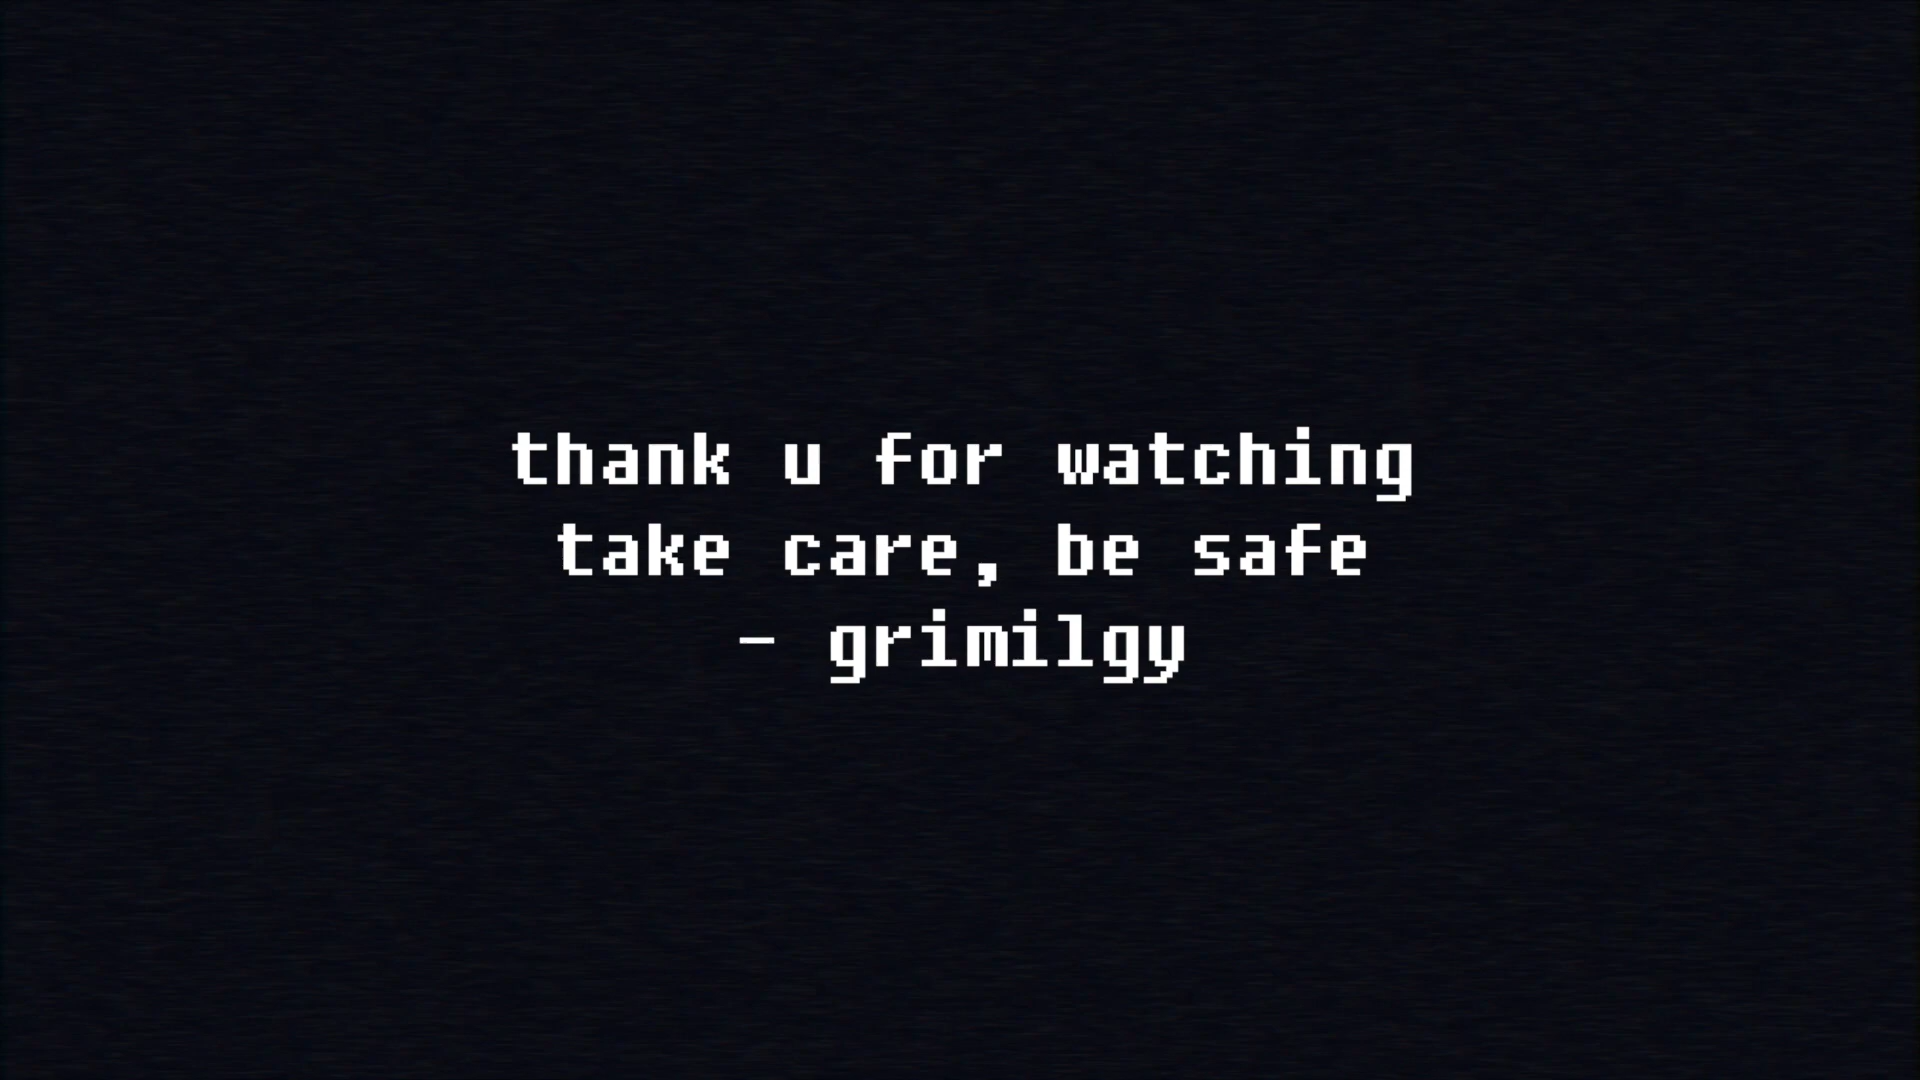 thank u for watching
take care, be safe
- grimilgy